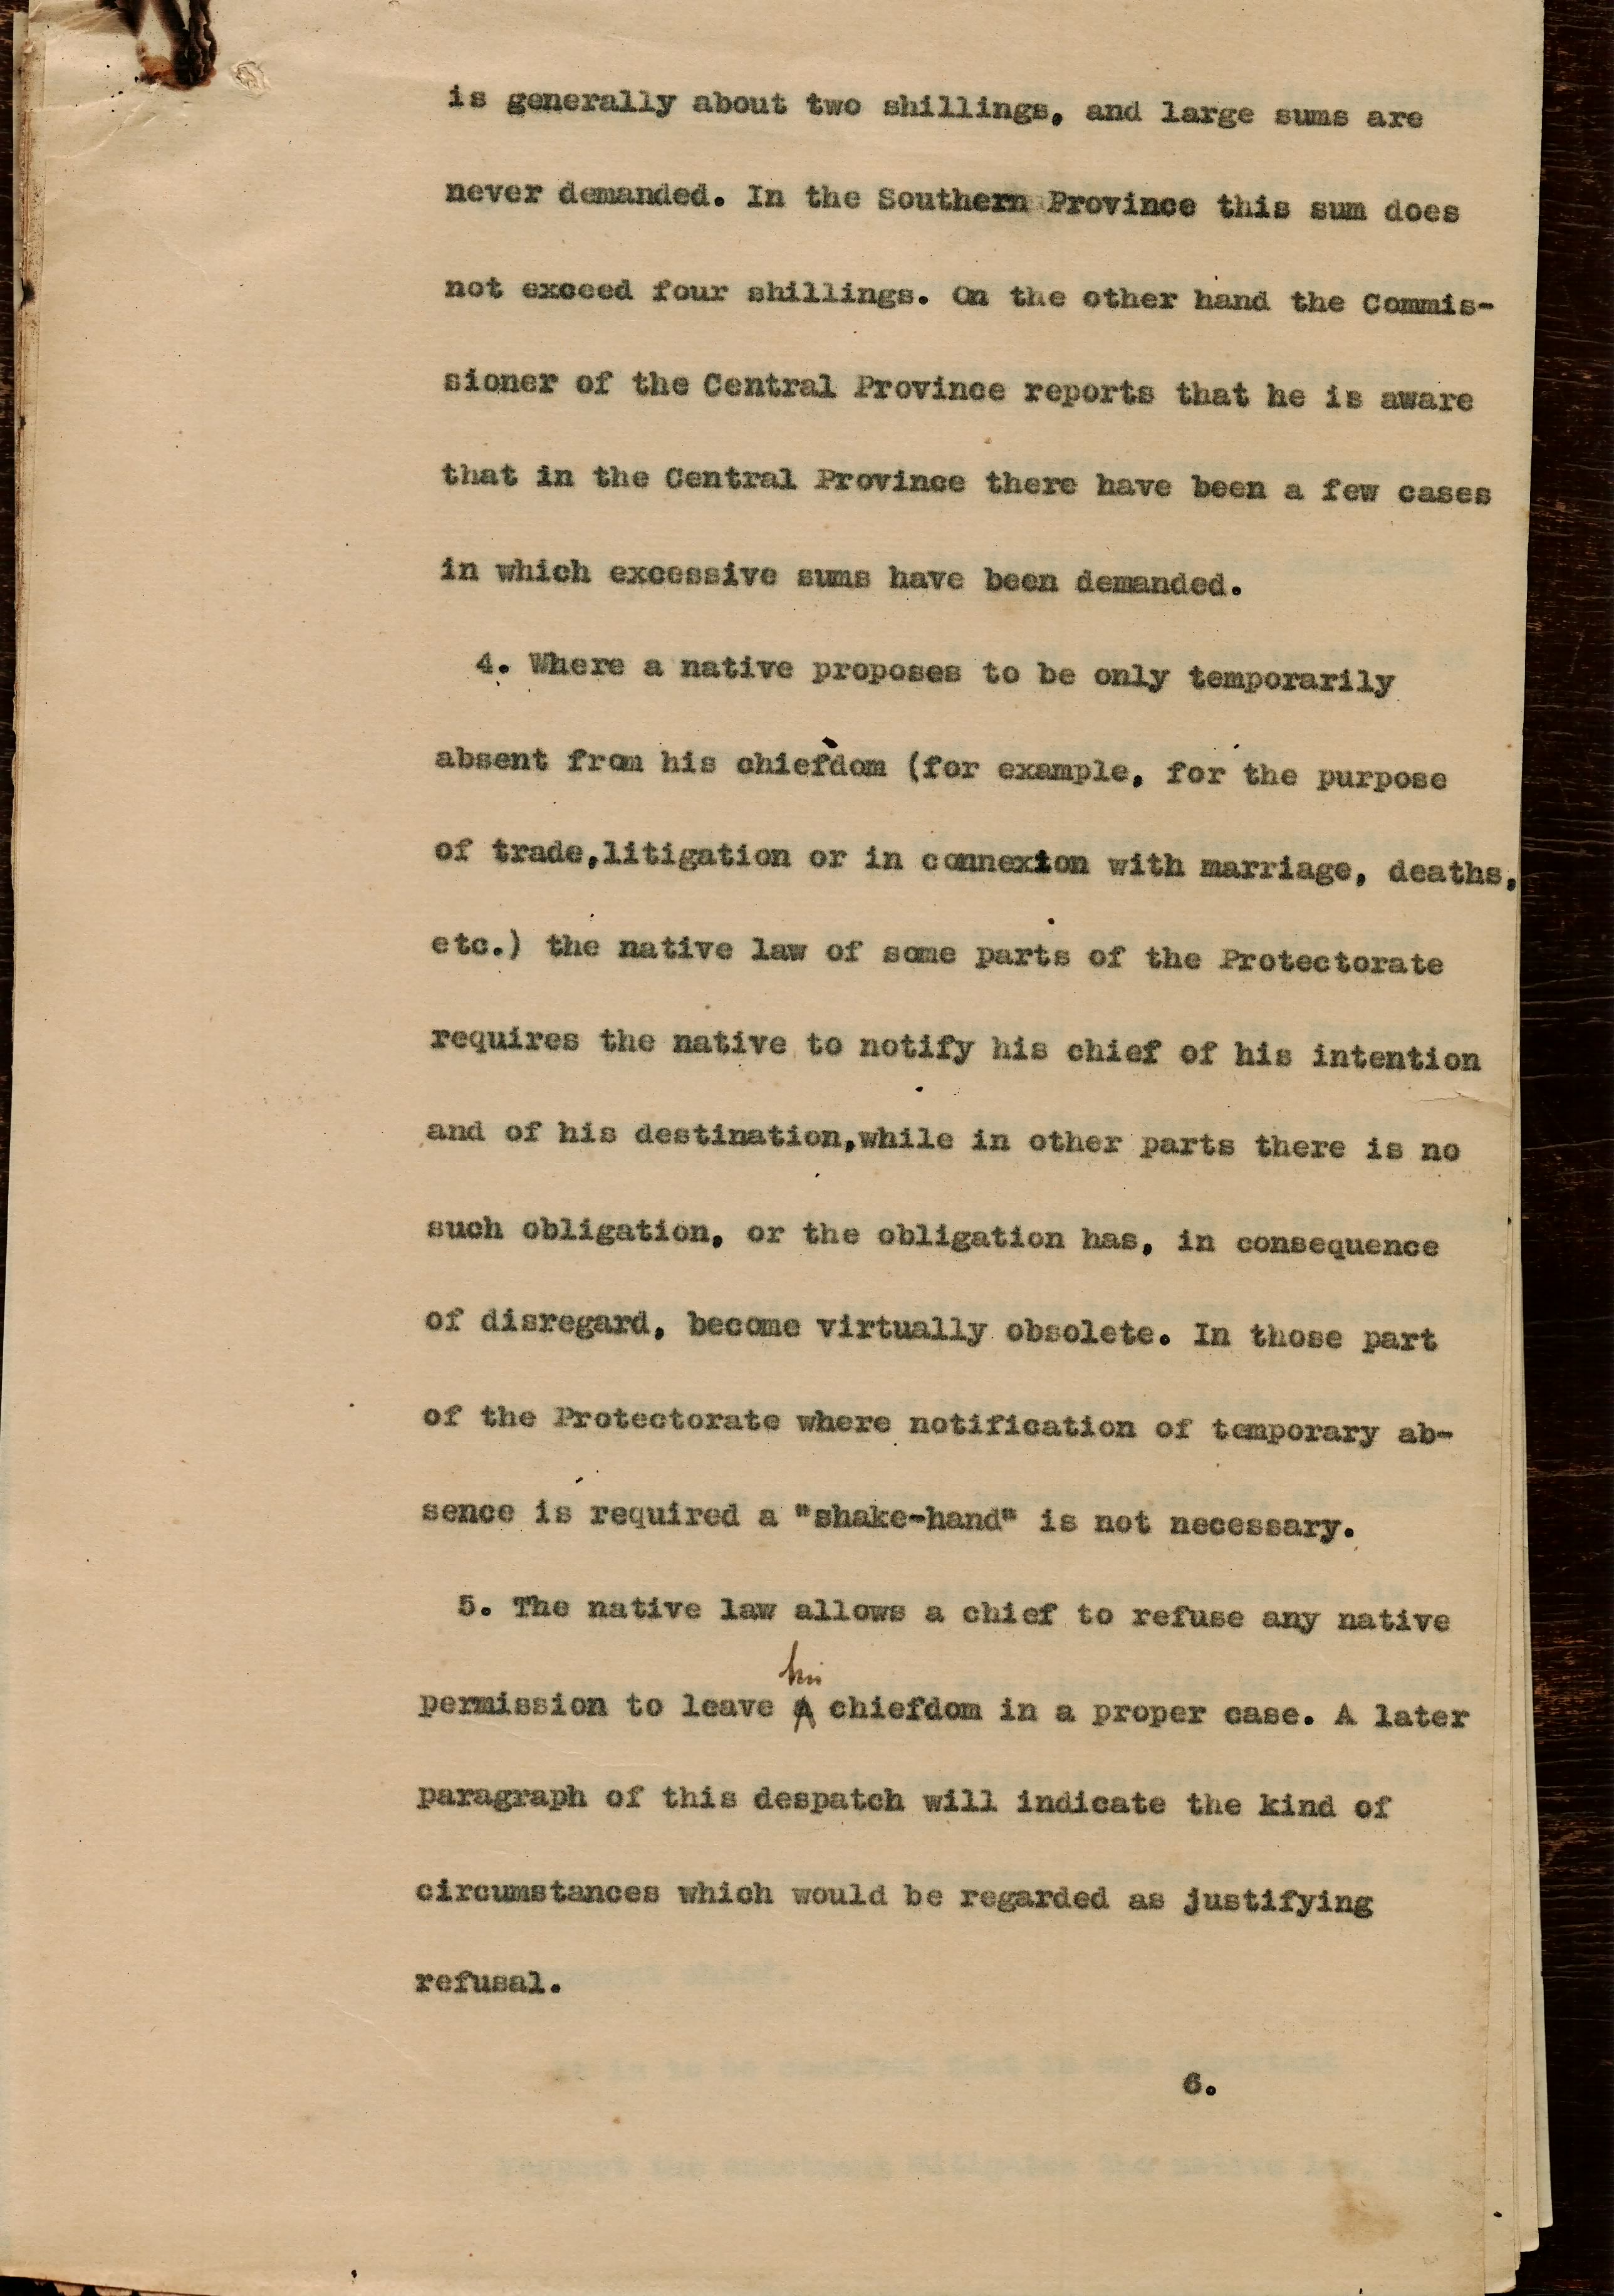 is generally about two shillings, and large sums are
never demanded. In the Southern Province this sum does
not exceed four shillings. On the other hand the Commis-
sioner of the Central Province reports that he is aware
that in the Central Province there have been a few cases
in which excessive sums have been demanded.
4. Where a native proposes to be only temporarily
absent from his chiefdom (for example, for the purpose
of trade,litigation or in connexion with marriage, deaths,
etc.) the native law of some parts of the Protectorate
requires the native to notify his chief of his intention
and of his destination,while in other parts there is no
such obligation, or the obligation has, in consequence
of disregard, become virtually obsolete. In those part
of the Protectorate where notification of temporary ab-
sence is required a "shake-hand" is not necessary.
5. The native law allows a chief to refuse any native
his
permission to leave a chiefdom in a proper case. A later
paragraph of this despatch will indicate the kind of
circumstances which would be regarded as justifying
refusal.
6.